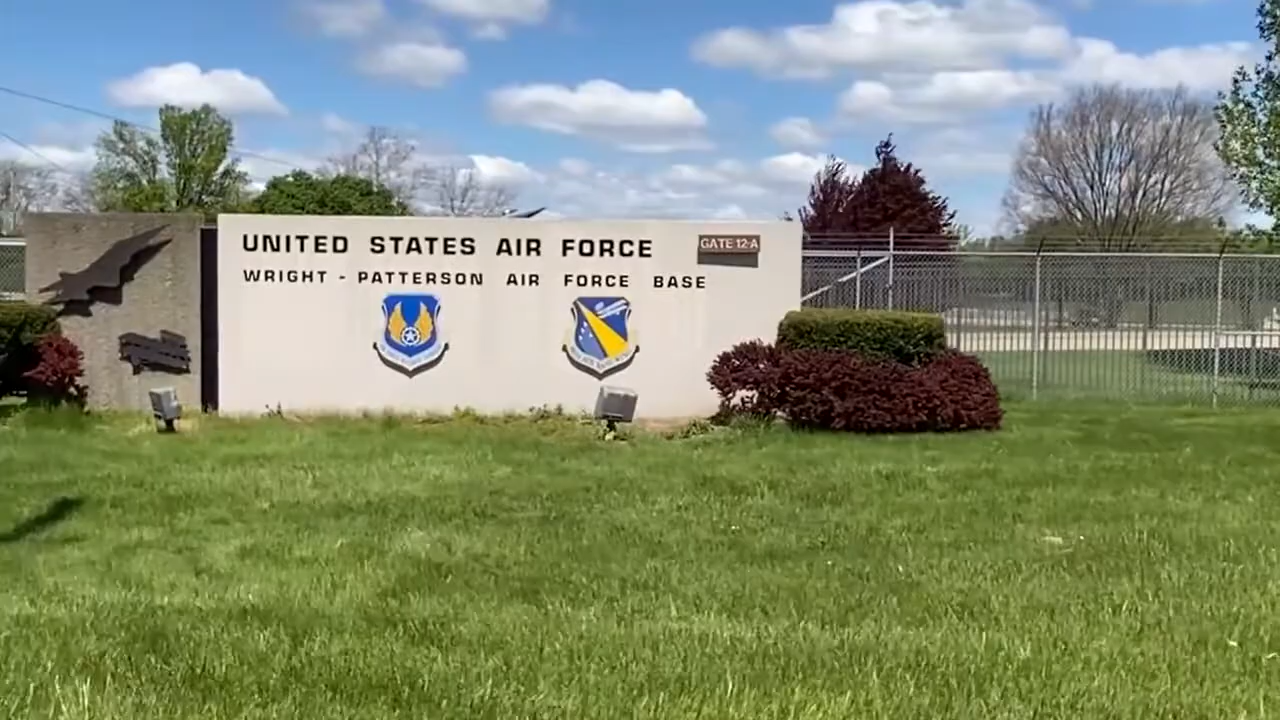 UNITED STATES AIR FORCE
GATE 12-A
WRIGHT - PATTERSON AIR FORCE BASE